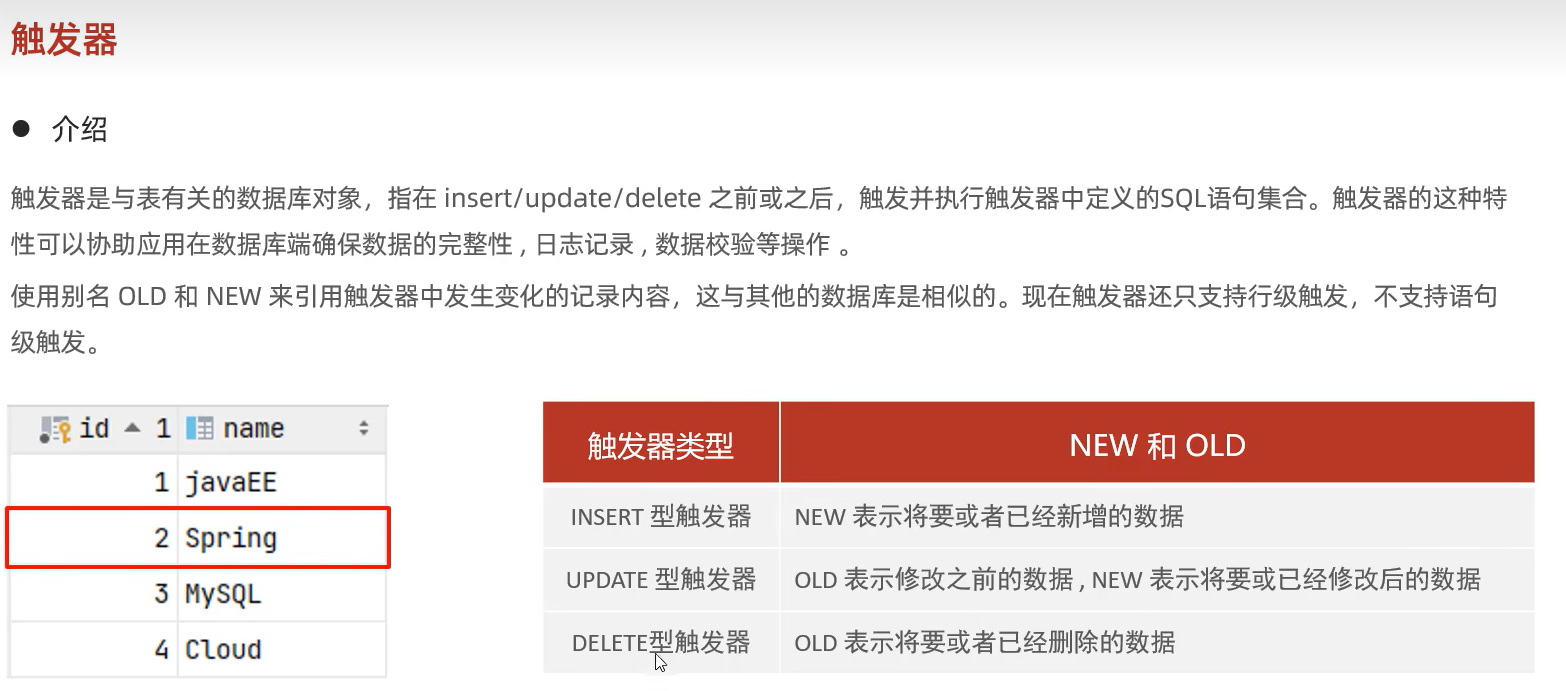 触发器
● 介绍
触发器是与表有关的数据库对象，指在 insert/update/delete 之前或之后，触发并执行触发器中定义的SQL语句集合。触发器的这种特
性可以协助应用在数据库端确保数据的完整性 , 日志记录 , 数据校验等操作 。
使用别名 OLD 和 NEW 来引用触发器中发生变化的记录内容，这与其他的数据库是相似的。现在触发器还只支持行级触发，不支持语句
级触发。
id 1 name
1 javaEE
2 Spring
3 MySQL
4 Cloud
触发器类型 NEW 和 OLD
INSERT 型触发器 NEW 表示将要或者已经新增的数据
UPDATE 型触发器 OLD 表示修改之前的数据 , NEW 表示将要或已经修改后的数据
DELETE型触发器 OLD 表示将要或者已经删除的数据